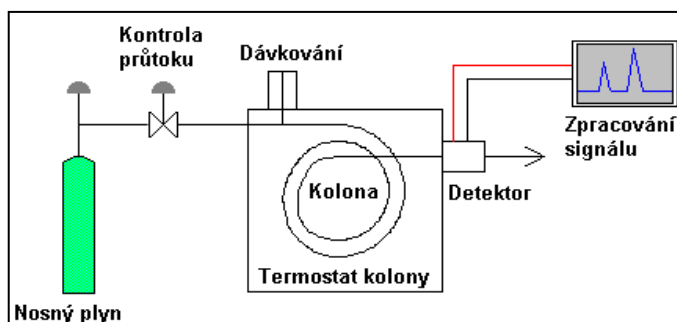 Kontrola
průtoku
Dávkování
Zpracování
signálu
Kolona
Detektor
Termostat kolony
Nosný plyn